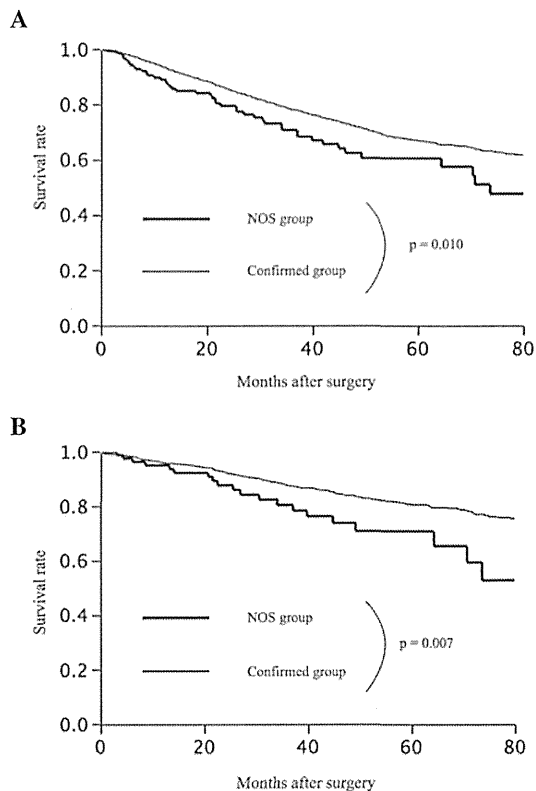 A
1.0
0.8
0.6
0.4
0.2
0.0
Survival rate
NOS group
Confirmed group
p = 0.010
0 20 40 60 80
Months after surgery
B
1.0
0.8
0.6
0.4
0.2
0.0
Survival rate
NOS group
Confirmed group
p = 0.007
0 20 40 60 80
Months after surgery